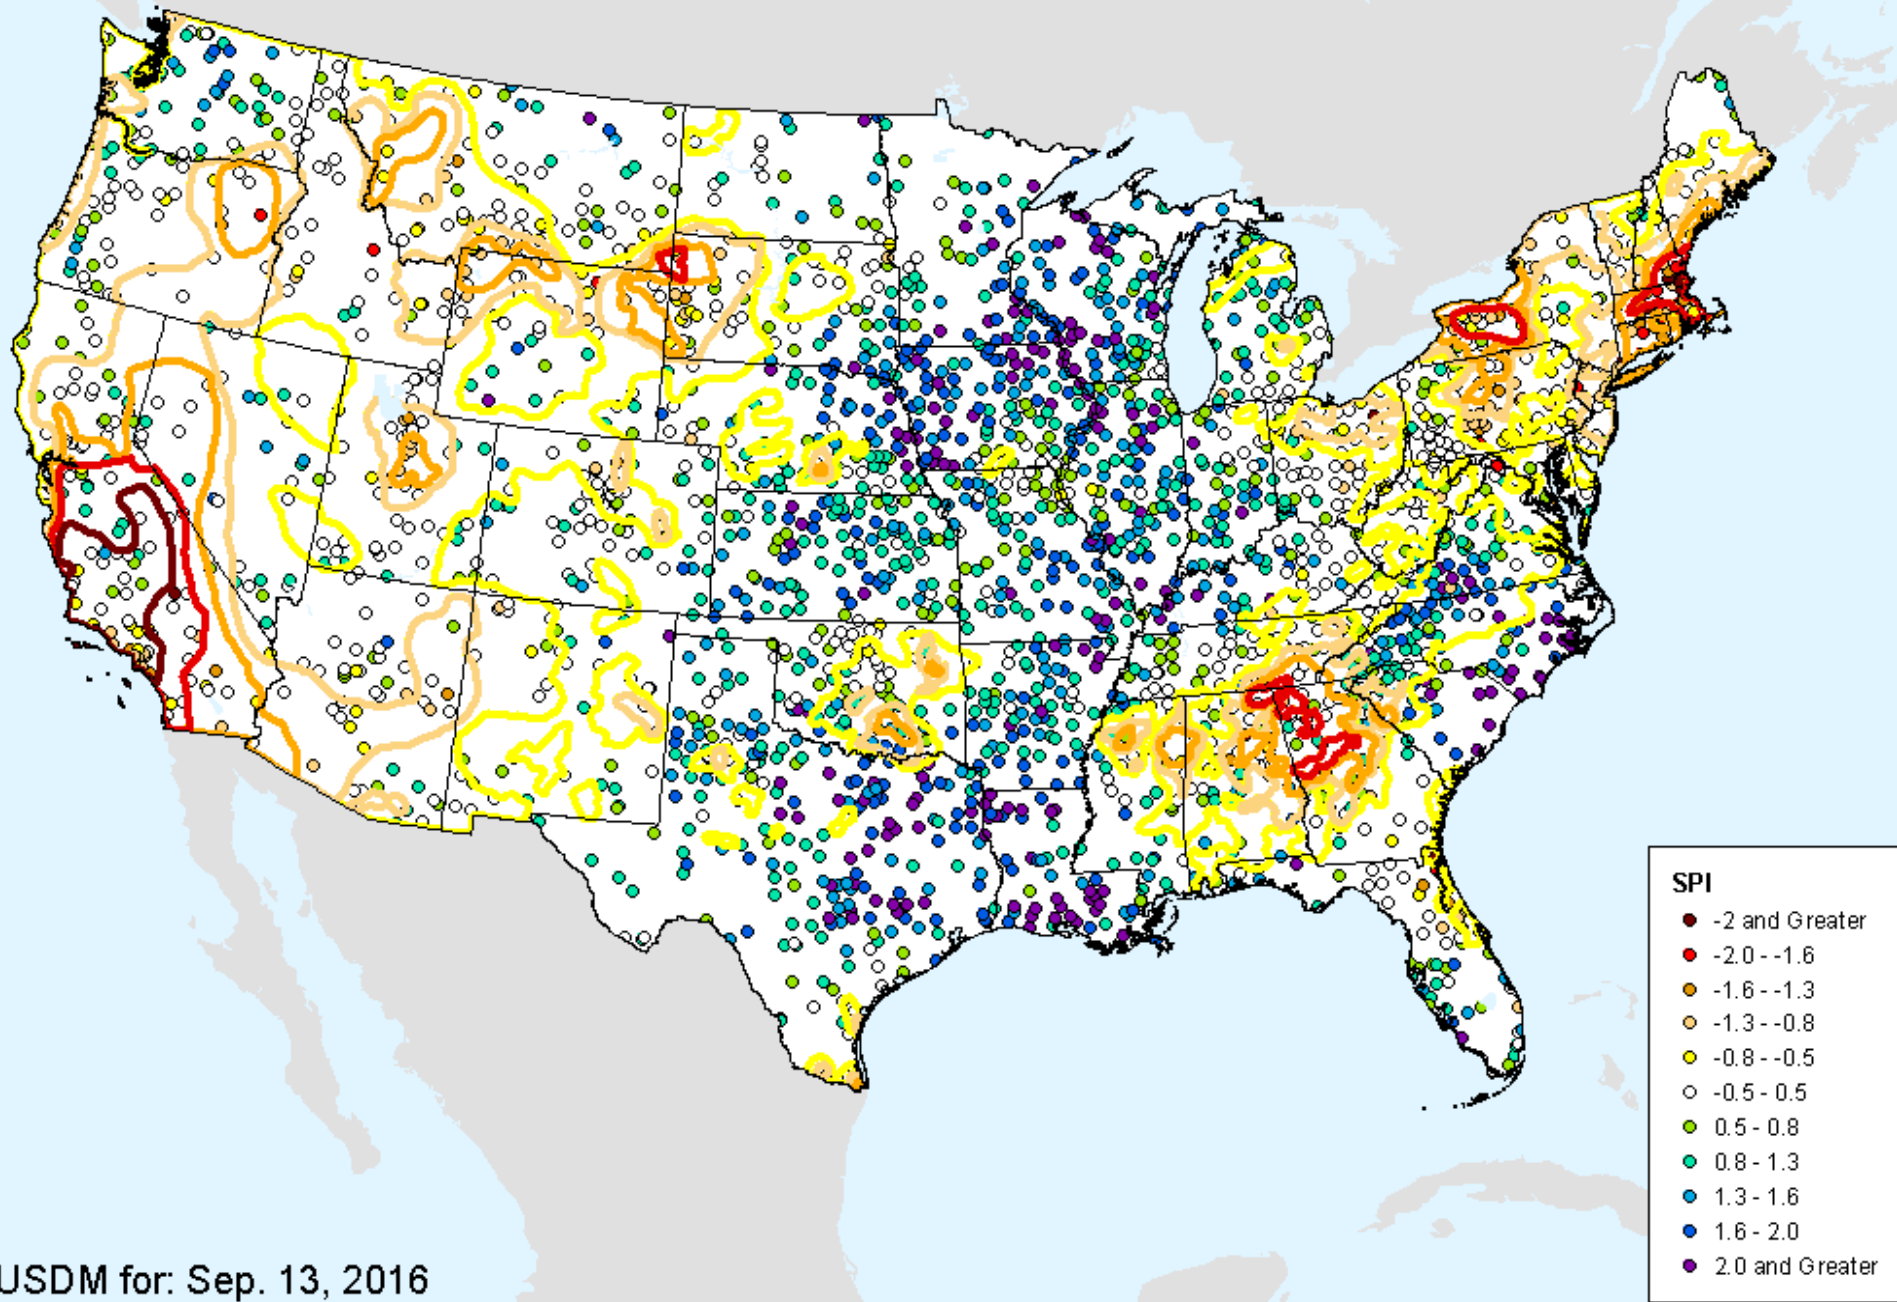 SPI
-2 and Greater
-2.0 - -1.6
-1.6 - -1.3
-1.3 - -0.8
-0.8 - -0.5
-0.5 - 0.5
0.5 - 0.8
0.8 - 1.3
1.3 - 1.6
1.6 - 2.0
2.0 and Greater
USDM for: Sep. 13, 2016